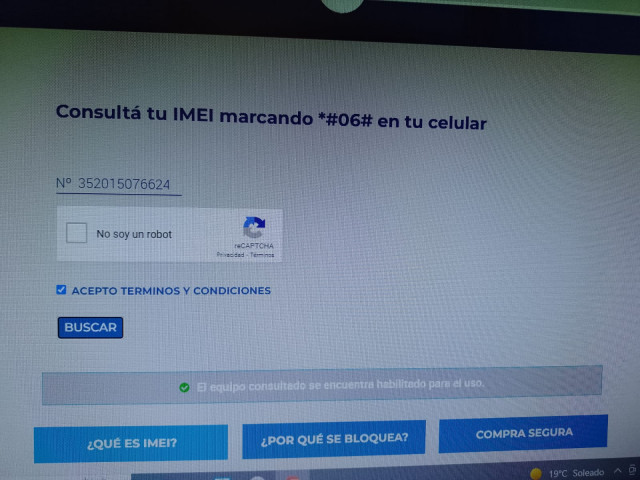 Consultá tu IMEI marcando *#06# en tu celular
Nº 352015076624
No soy un robot
reCAPTCHA
Privacidad - Términos
ACEPTO TERMINOS Y CONDICIONES
BUSCAR
El equipo consultado se encuentra habilitado para el uso.
¿QUÉ ES IMEI?
¿POR QUÉ SE BLOQUEA?
COMPRA SEGURA
19°C Soleado